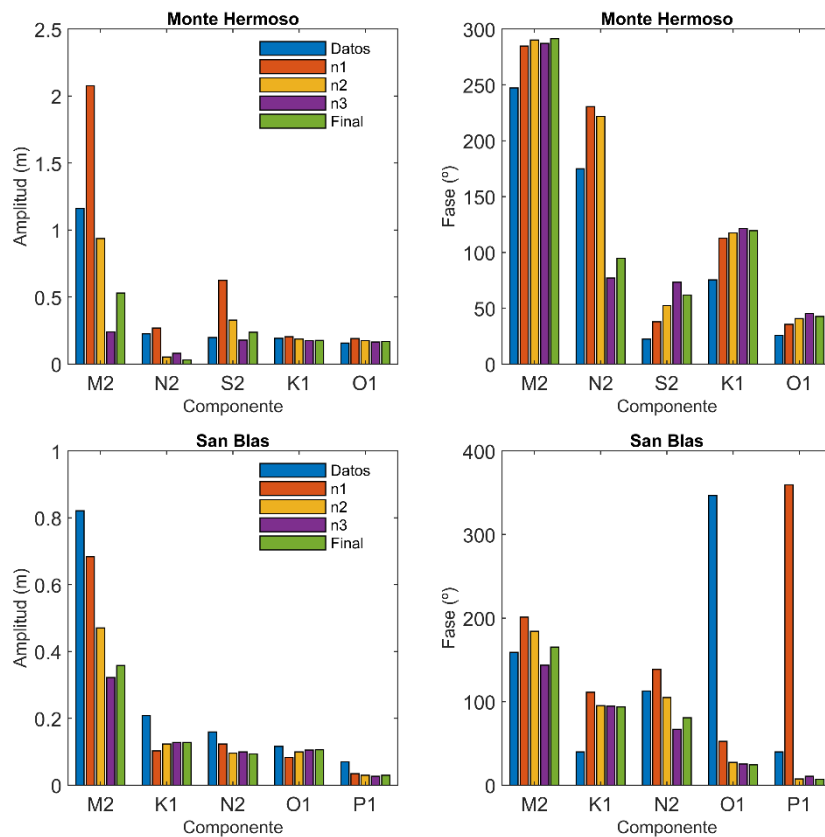 Monte Hermoso
Amplitud (m)
2.5
2
1.5
1
0.5
0
Datos
n1
n2
n3
Final
M2 N2 S2 K1 O1
Componente
Monte Hermoso
Fase (º)
300
250
200
150
100
50
0
M2 N2 S2 K1 O1
Componente
San Blas
Amplitud (m)
1
0.8
0.6
0.4
0.2
0
Datos
n1
n2
n3
Final
M2 K1 N2 O1 P1
Componente
San Blas
Fase (º)
400
300
200
100
0
M2 K1 N2 O1 P1
Componente